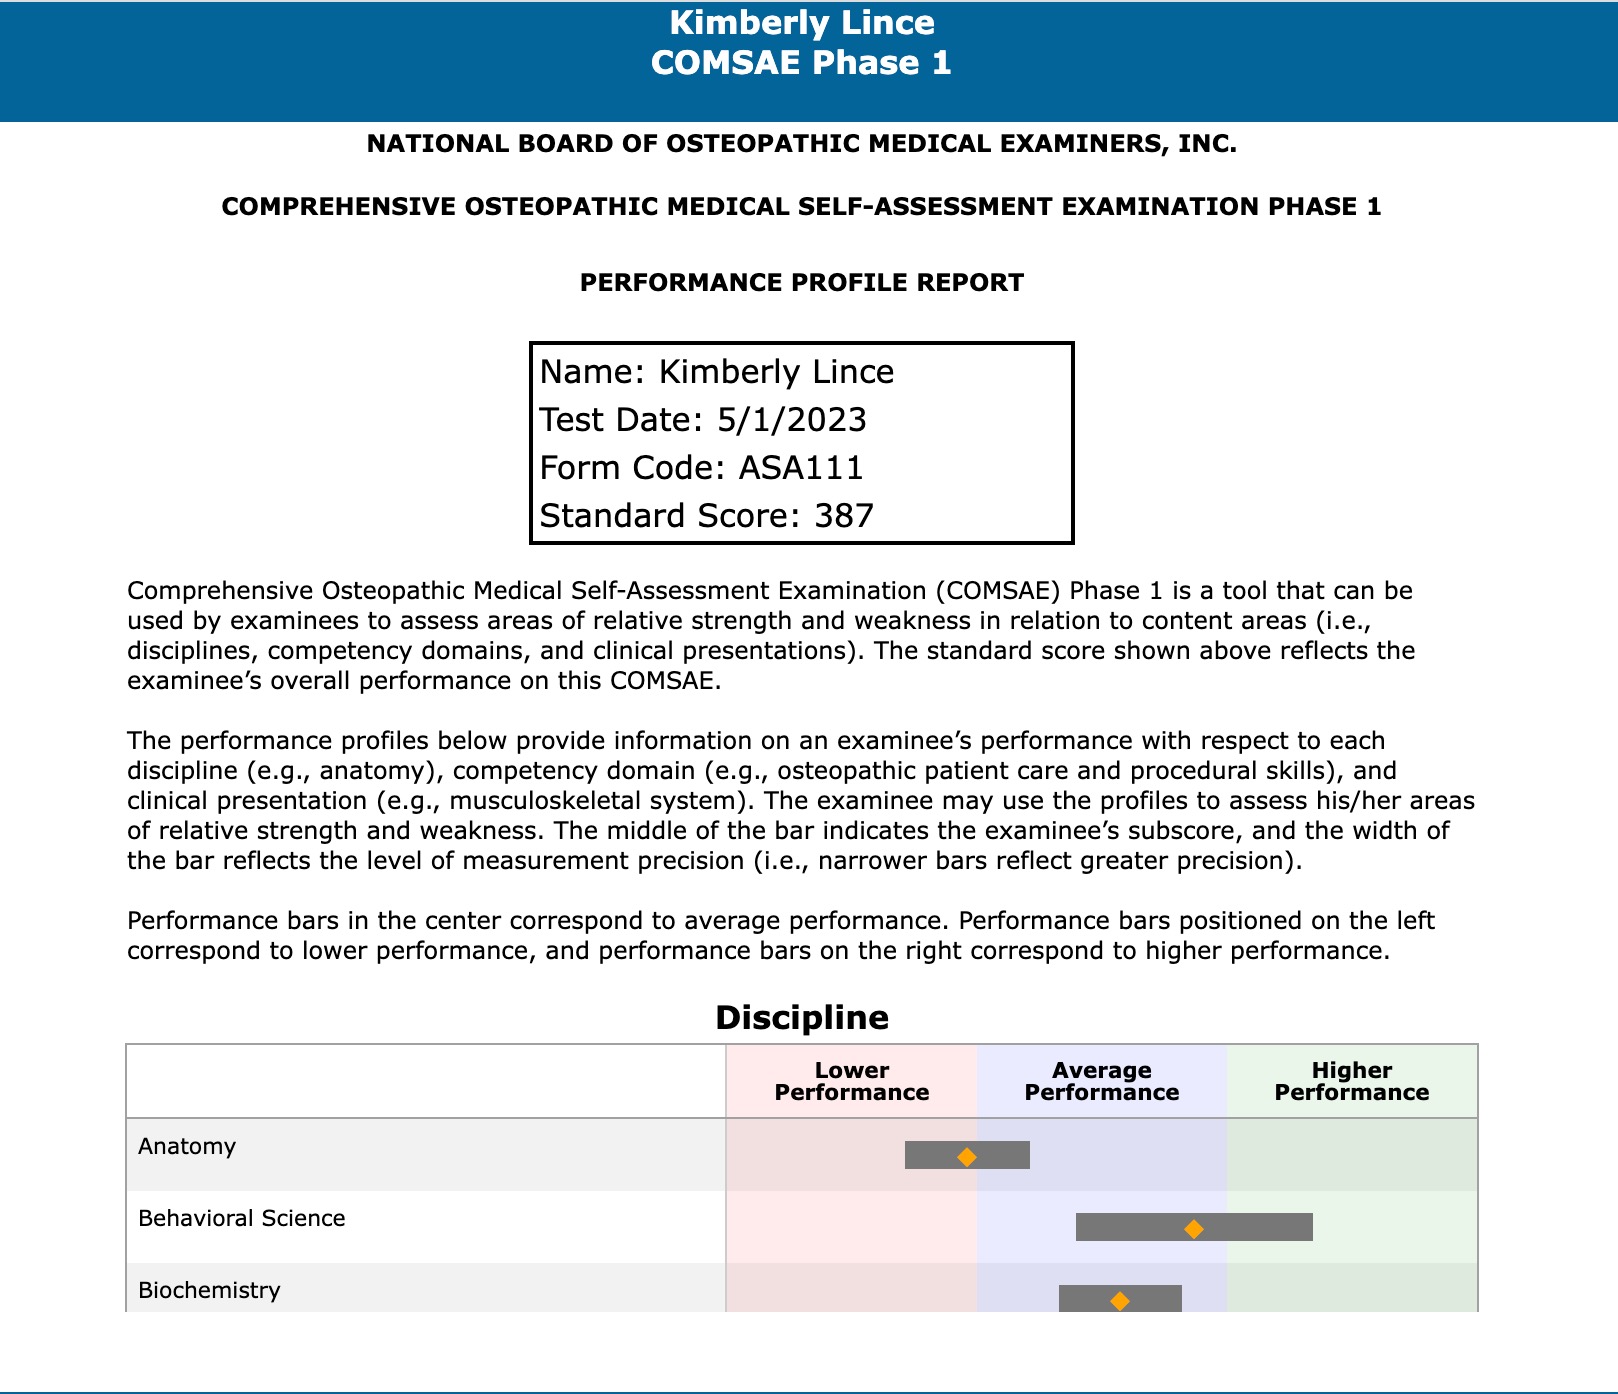 Kimberly Lince
COMSAE Phase 1
NATIONAL BOARD OF OSTEOPATHIC MEDICAL EXAMINERS, INC.
COMPREHENSIVE OSTEOPATHIC MEDICAL SELF-ASSESSMENT EXAMINATION PHASE 1
PERFORMANCE PROFILE REPORT
Name: Kimberly Lince
Test Date: 5/1/2023
Form Code: ASA111
Standard Score: 387
Comprehensive Osteopathic Medical Self-Assessment Examination (COMSAE) Phase 1 is a tool that can be
used by examinees to assess areas of relative strength and weakness in relation to content areas (i.e.,
disciplines, competency domains, and clinical presentations). The standard score shown above reflects the
examinee’s overall performance on this COMSAE.
The performance profiles below provide information on an examinee’s performance with respect to each
discipline (e.g., anatomy), competency domain (e.g., osteopathic patient care and procedural skills), and
clinical presentation (e.g., musculoskeletal system). The examinee may use the profiles to assess his/her areas
of relative strength and weakness. The middle of the bar indicates the examinee’s subscore, and the width of
the bar reflects the level of measurement precision (i.e., narrower bars reflect greater precision).
Performance bars in the center correspond to average performance. Performance bars positioned on the left
correspond to lower performance, and performance bars on the right correspond to higher performance.
Discipline
Lower Performance
Average Performance
Higher Performance
Anatomy
Behavioral Science
Biochemistry